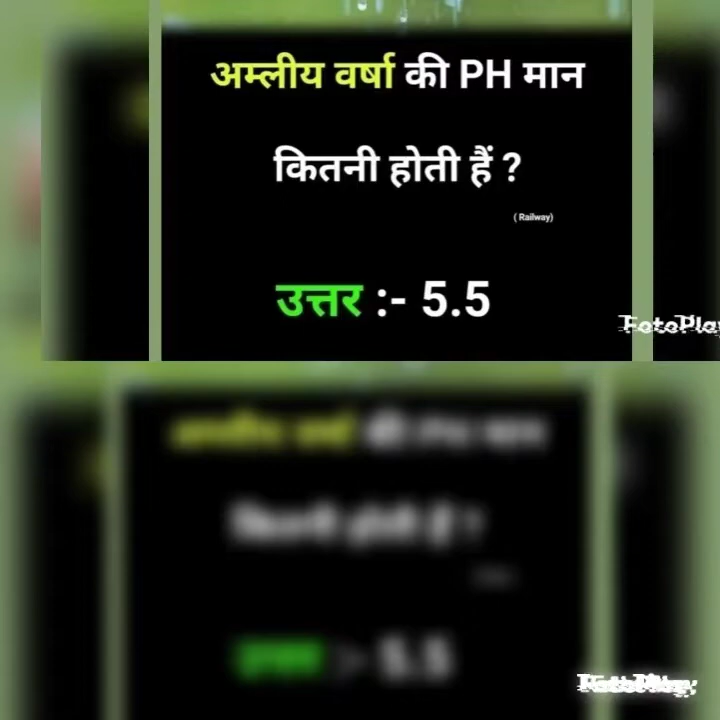 अम्लीय वर्षा की PH मान
कितनी होती हैं ?
( Railway)
उत्तर :- 5.5
FotoPlay